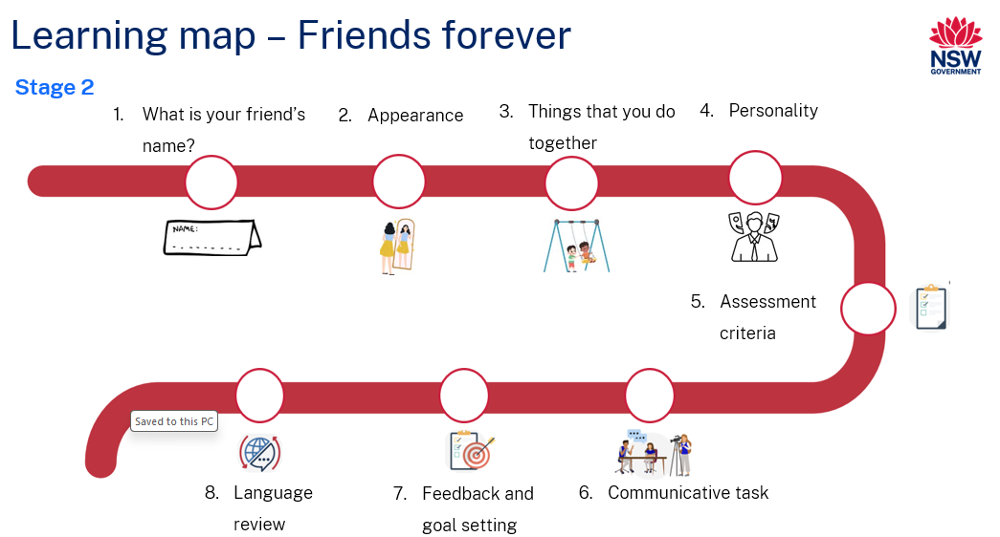 Learning map – Friends forever
NSW
GOVERNMENT
Stage 2
1. What is your friend's
name?
2. Appearance
3. Things that you do
together
4. Personality
NAME:
5. Assessment
criteria
Saved to this PC
8. Language
review
7. Feedback and
goal setting
6. Communicative task